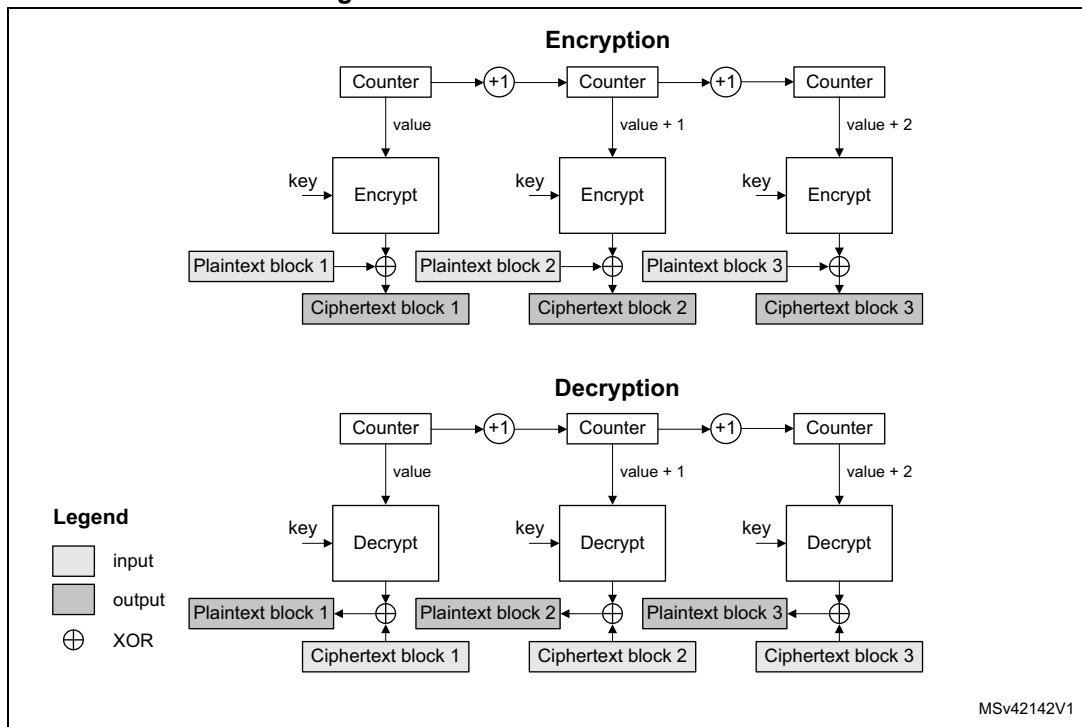 Encryption
Counter +1 Counter +1 Counter
value value + 1 value + 2
key Encrypt key Encrypt key Encrypt
Plaintext block 1 Plaintext block 2 Plaintext block 3
Ciphertext block 1 Ciphertext block 2 Ciphertext block 3
Decryption
Counter +1 Counter +1 Counter
value value + 1 value + 2
Legend
key Decrypt key Decrypt key Decrypt
input
output
Plaintext block 1 Plaintext block 2 Plaintext block 3
XOR
Ciphertext block 1 Ciphertext block 2 Ciphertext block 3
MSv42142V1